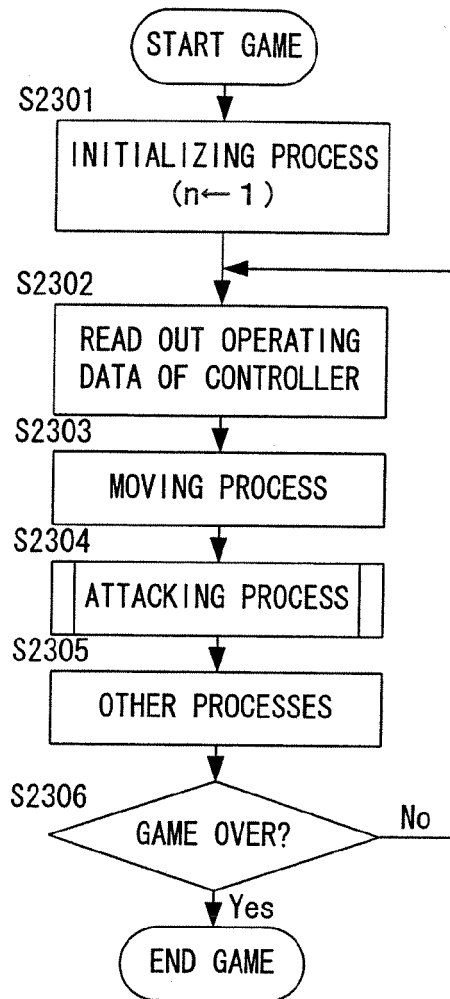 START GAME
S2301
INITIALIZING PROCESS
(n← 1 )
S2302
READ OUT OPERATING
DATA OF CONTROLLER
S2303
MOVING PROCESS
S2304
ATTACKING PROCESS
S2305
OTHER PROCESSES
S2306
GAME OVER?
No
Yes
END GAME